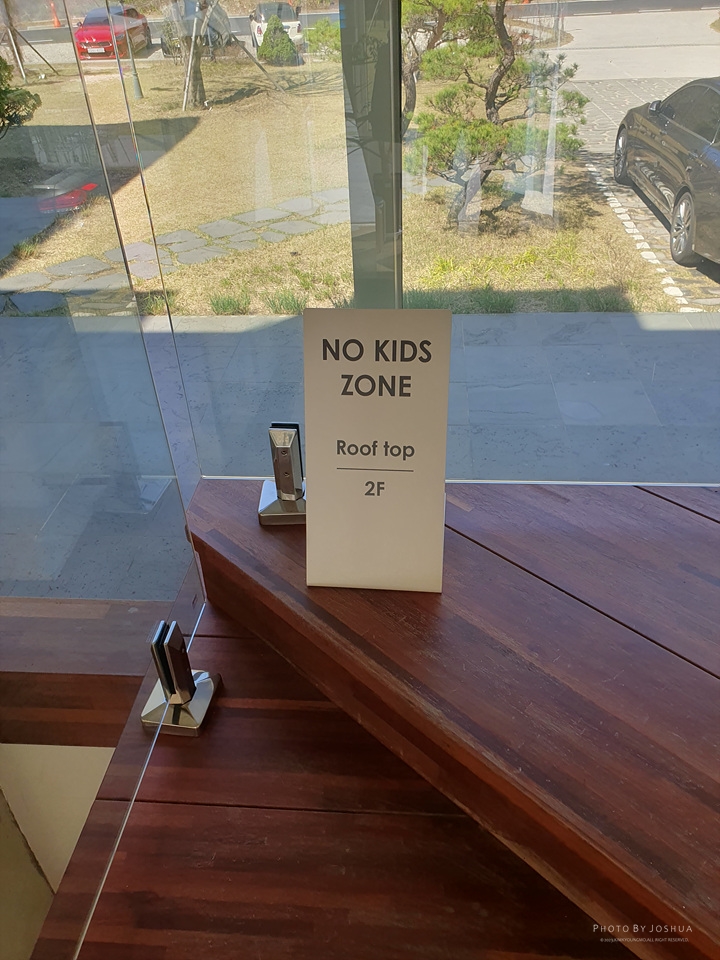 NO KIDS
ZONE
Roof top
2F
PHOTO BY JOSHUA